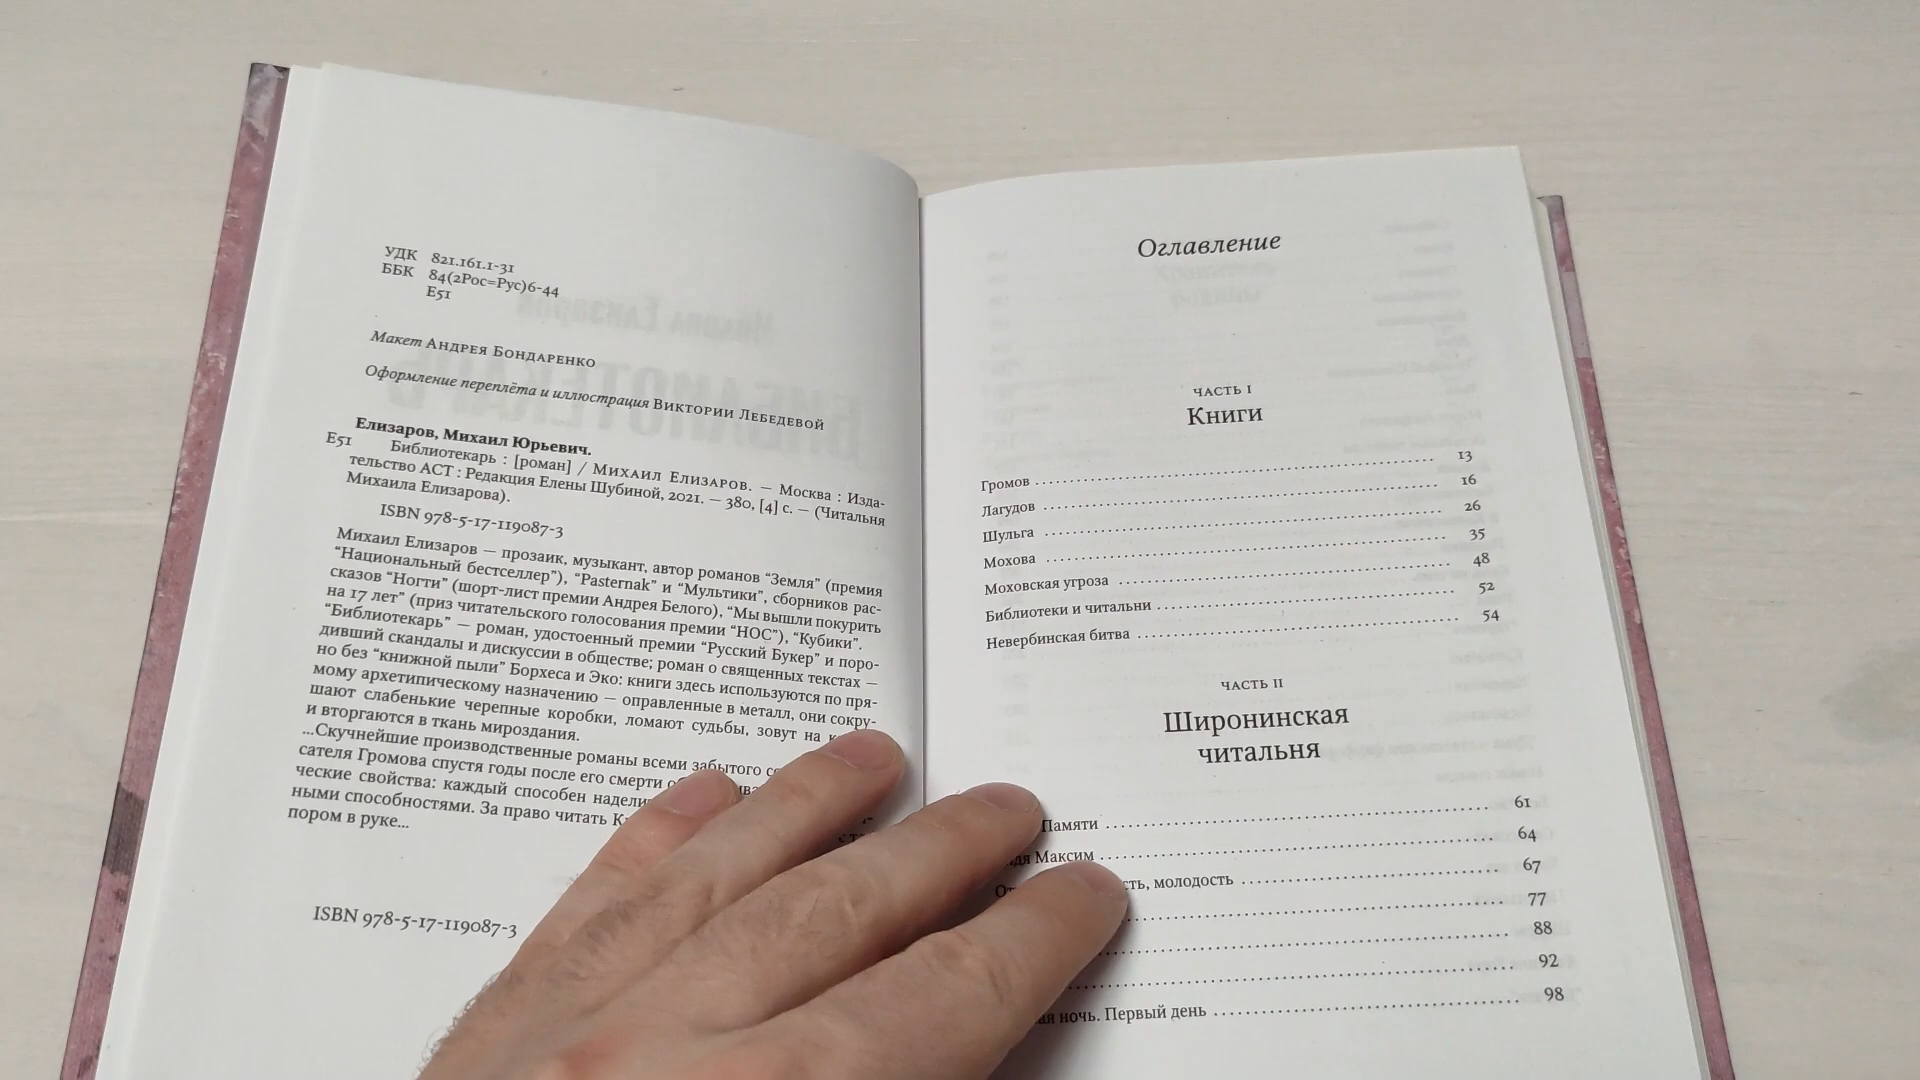 УДК 821.161.1-31
ББК 84(2Рос=Рус)6-44
Е51
Макет Андрея Бондаренко
Оформление переплёта и иллюстрация Виктории Лебедевой
Елизаров, Михаил Юрьевич.
Е51 Библиотекарь : [роман] / Михаил Елизаров. — Москва : Изда-
тельство АСТ : Редакция Елены Шубиной, 2021. — 380, [4] с. — (Читальня
Михаила Елизарова).
ISBN 978-5-17-119087-3
Михаил Елизаров — прозаик, музыкант, автор романов “Земля” (премия
“Национальный бестселлер”), “Pasternak” и “Мультики”, сборников рас-
сказов “Ногти” (шорт-лист премии Андрея Белого), “Мы вышли покурить
на 17 лет” (приз читательского голосования премии “НОС”), “Кубики”.
“Библиотекарь” — роман, удостоенный премии “Русский Букер” и поро-
дивший скандалы и дискуссии в обществе; роман о священных текстах —
но без “книжной пыли” Борхеса и Эко: книги здесь используются по пря-
мому архетипическому назначению — оправленные в металл, они сокру-
шают слабенькие черепные коробки, ломают судьбы, зовут на
и вторгаются в ткань мироздания.
...Скучнейшие производственные романы всеми забытого
сателя Громова спустя годы после его смерти
ческие свойства: каждый способен
ными способностями. За право читать
пором в руке...
ISBN 978-5-17-119087-3
Оглавление
ЧАСТЬ I
Книги
Громов 13
Лагудов 16
Шульга 26
Мохова 35
Моховская угроза 48
Библиотеки и читальни 52
Невербинская битва 54
ЧАСТЬ II
Широнинская
читальня
Памяти 61
Максим 64
молодость 67
77
88
92
98 ночь. Первый день